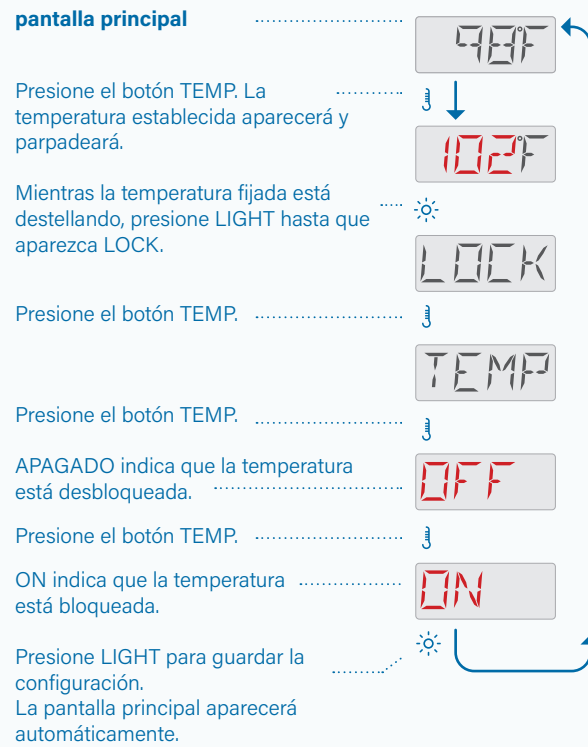 pantalla principal
98°F
Presione el botón TEMP. La
temperatura establecida aparecerá y
parpadeará.
102°F
Mientras la temperatura fijada está
destellando, presione LIGHT hasta que
aparezca LOCK.
LOCK
Presione el botón TEMP.
TEMP
Presione el botón TEMP.
APAGADO indica que la temperatura
está desbloqueada.
OFF
Presione el botón TEMP.
ON indica que la temperatura
está bloqueada.
ON
Presione LIGHT para guardar la
configuración.
La pantalla principal aparecerá
automáticamente.